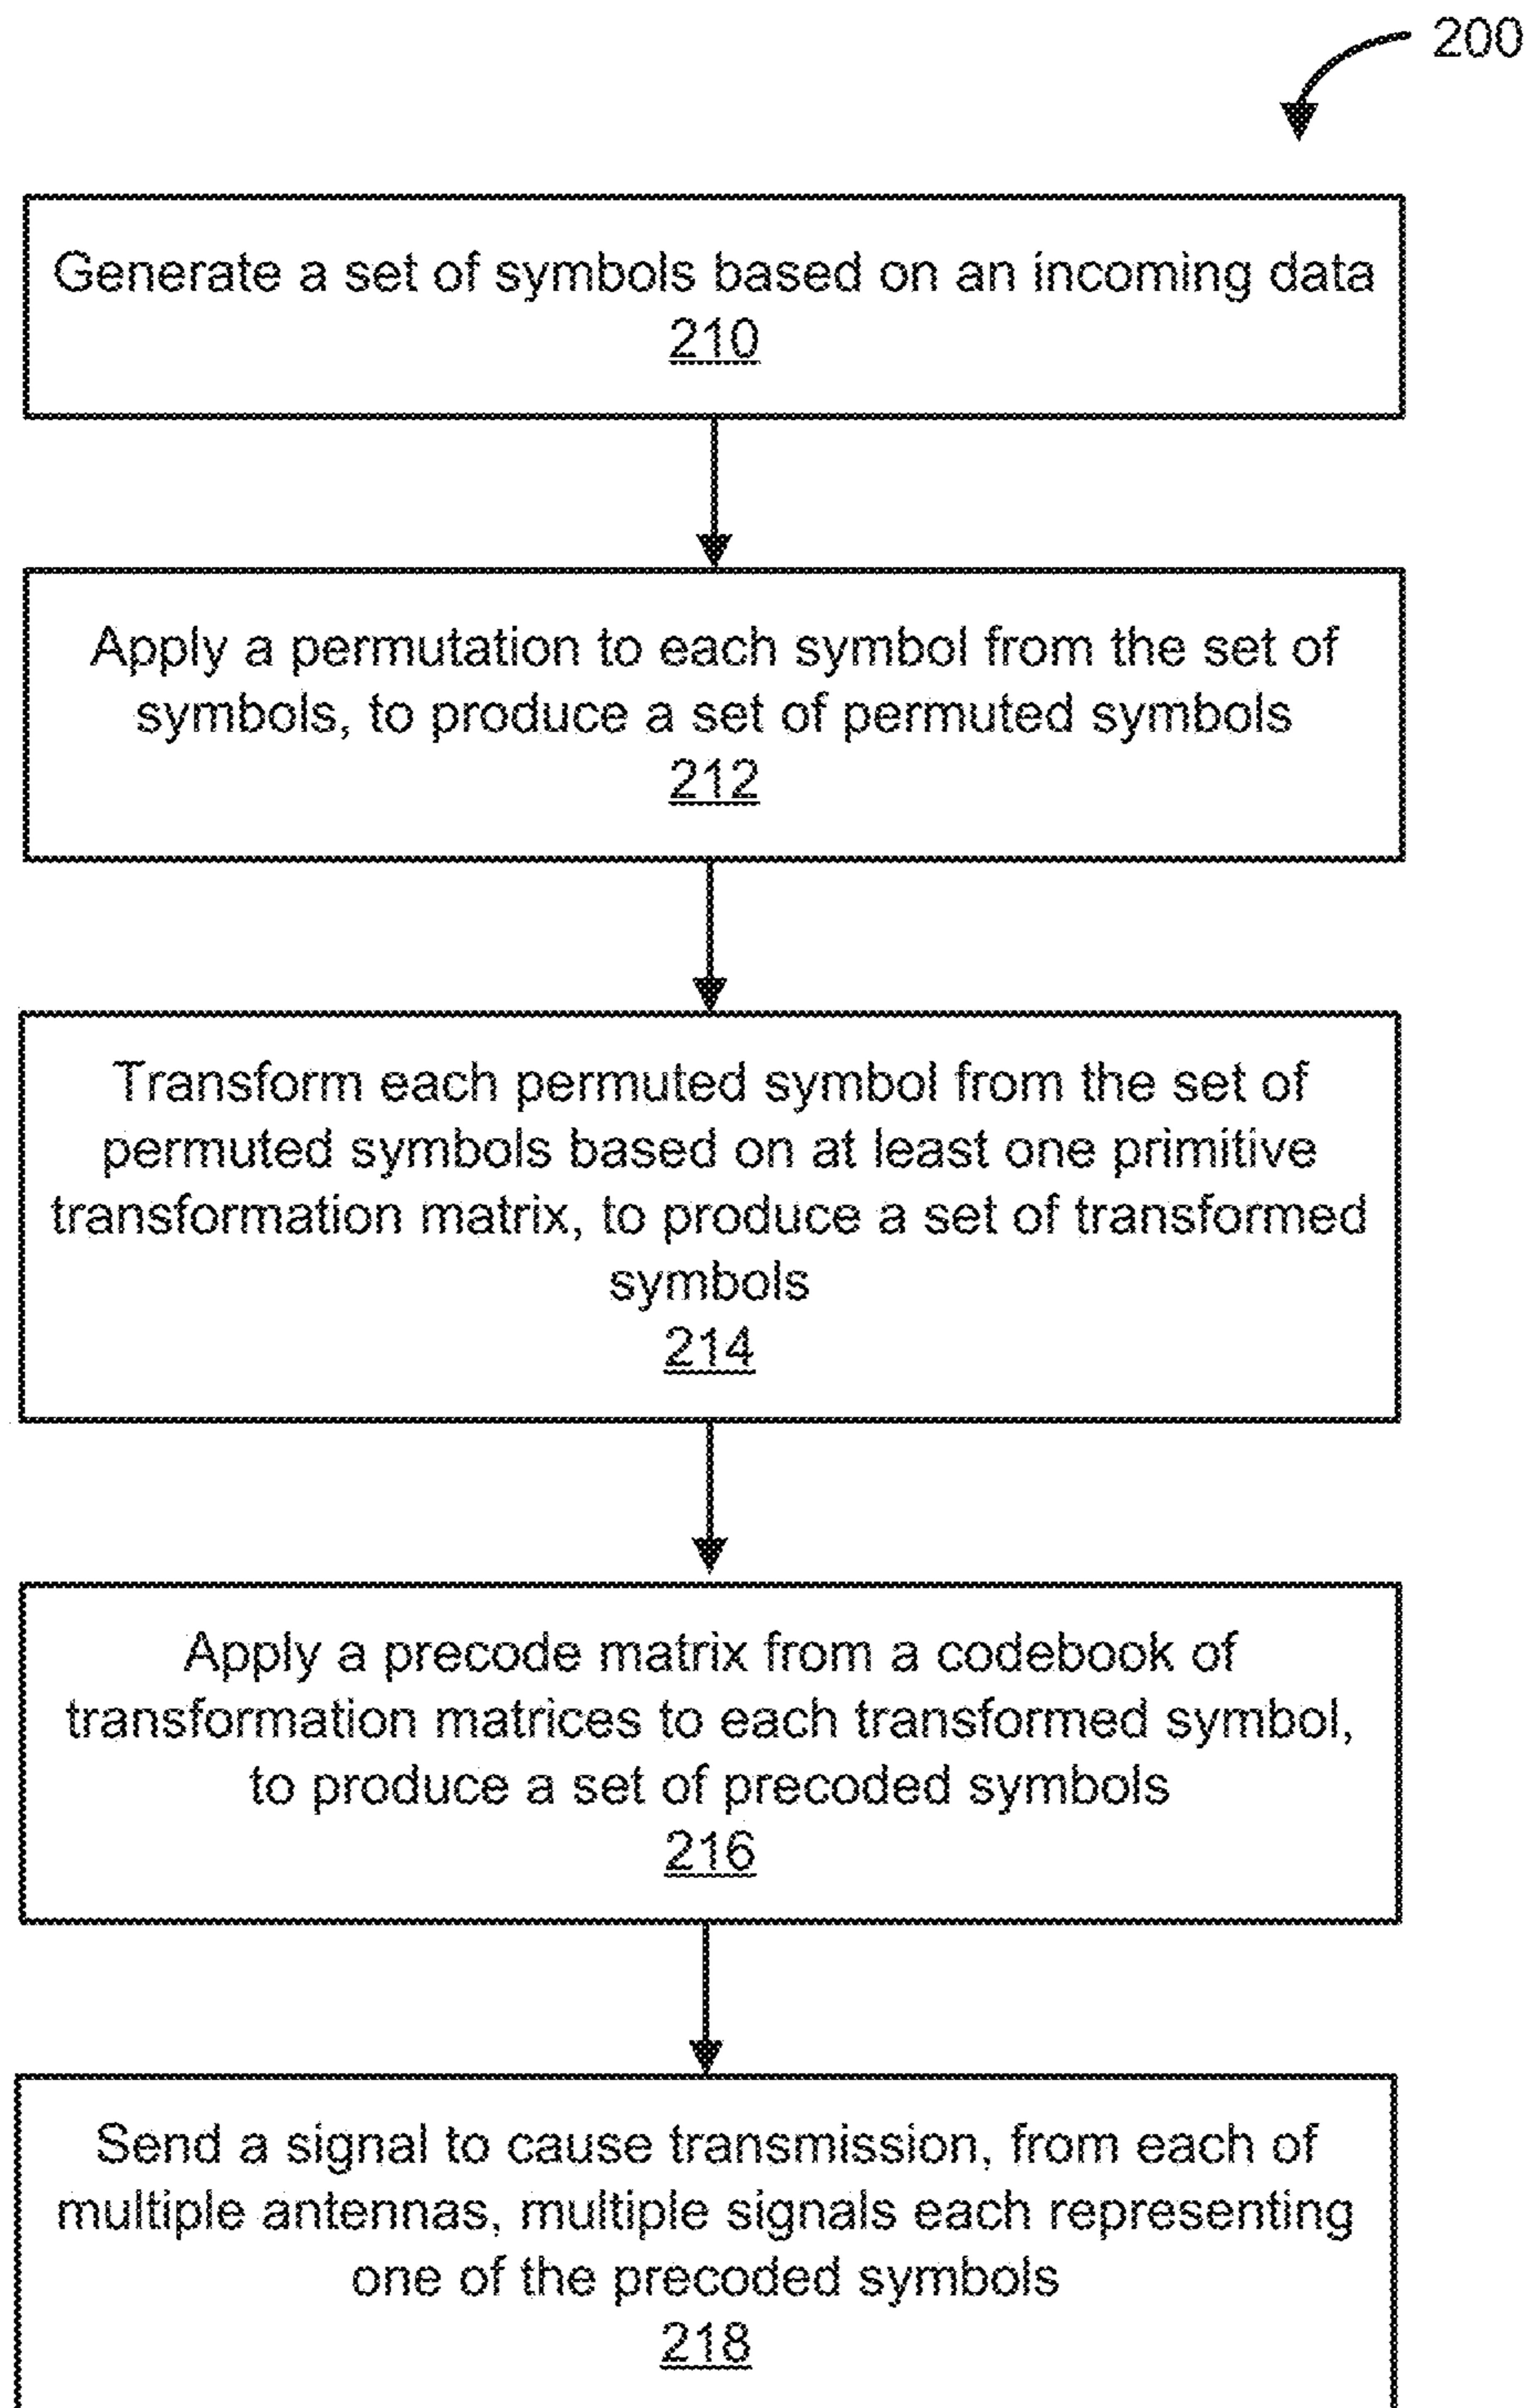 200
Generate a set of symbols based on an incoming data
210
Apply a permutation to each symbol from the set of
symbols, to produce a set of permuted symbols
212
Transform each permuted symbol from the set of
permuted symbols based on at least one primitive
transformation matrix, to produce a set of transformed
symbols
214
Apply a precode matrix from a codebook of
transformation matrices to each transformed symbol,
to produce a set of precoded symbols
216
Send a signal to cause transmission, from each of
multiple antennas, multiple signals each representing
one of the precoded symbols
218